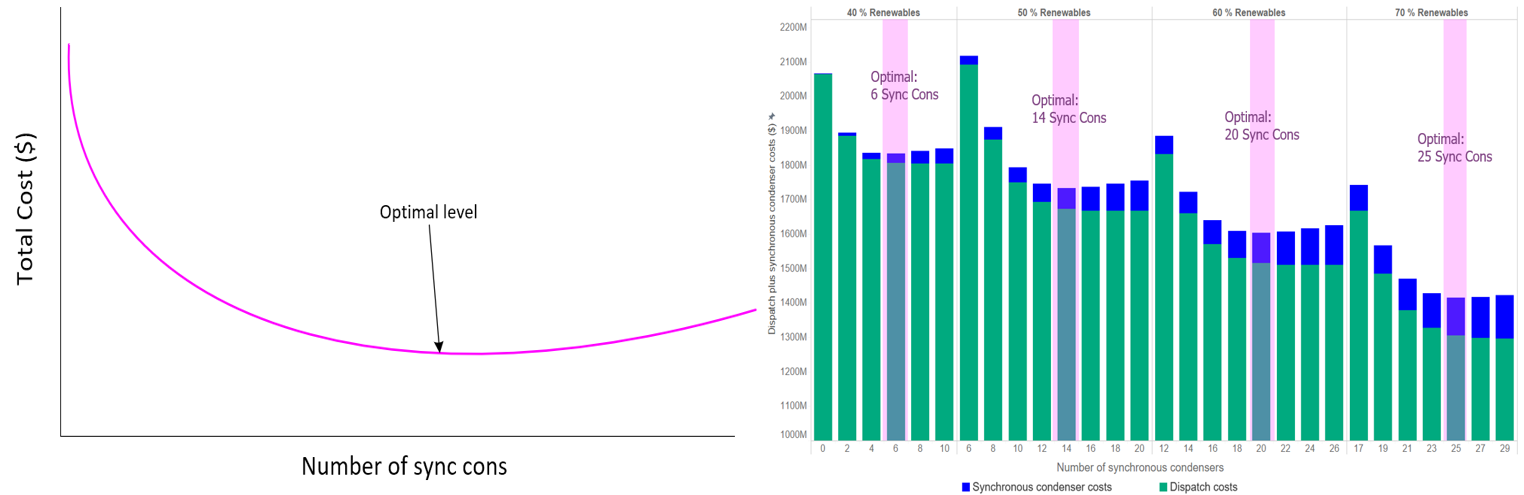 Total Cost ($)
Optimal level
Number of sync cons
40 % Renewables
50 % Renewables
60 % Renewables
70 % Renewables
Dispatch plus synchronous condenser costs ($)
2200M
2100M
2000M
1900M
1800M
1700M
1600M
1500M
1400M
1300M
1200M
1100M
1000M
Optimal:
6 Sync Cons
Optimal:
14 Sync Cons
Optimal:
20 Sync Cons
Optimal:
25 Sync Cons
0 2 4 6 8 10 6 8 10 12 14 16 18 20 12 14 16 18 20 22 24 26 17 19 21 23 25 27 29
Number of synchronous condensers
Synchronous condenser costs Dispatch costs